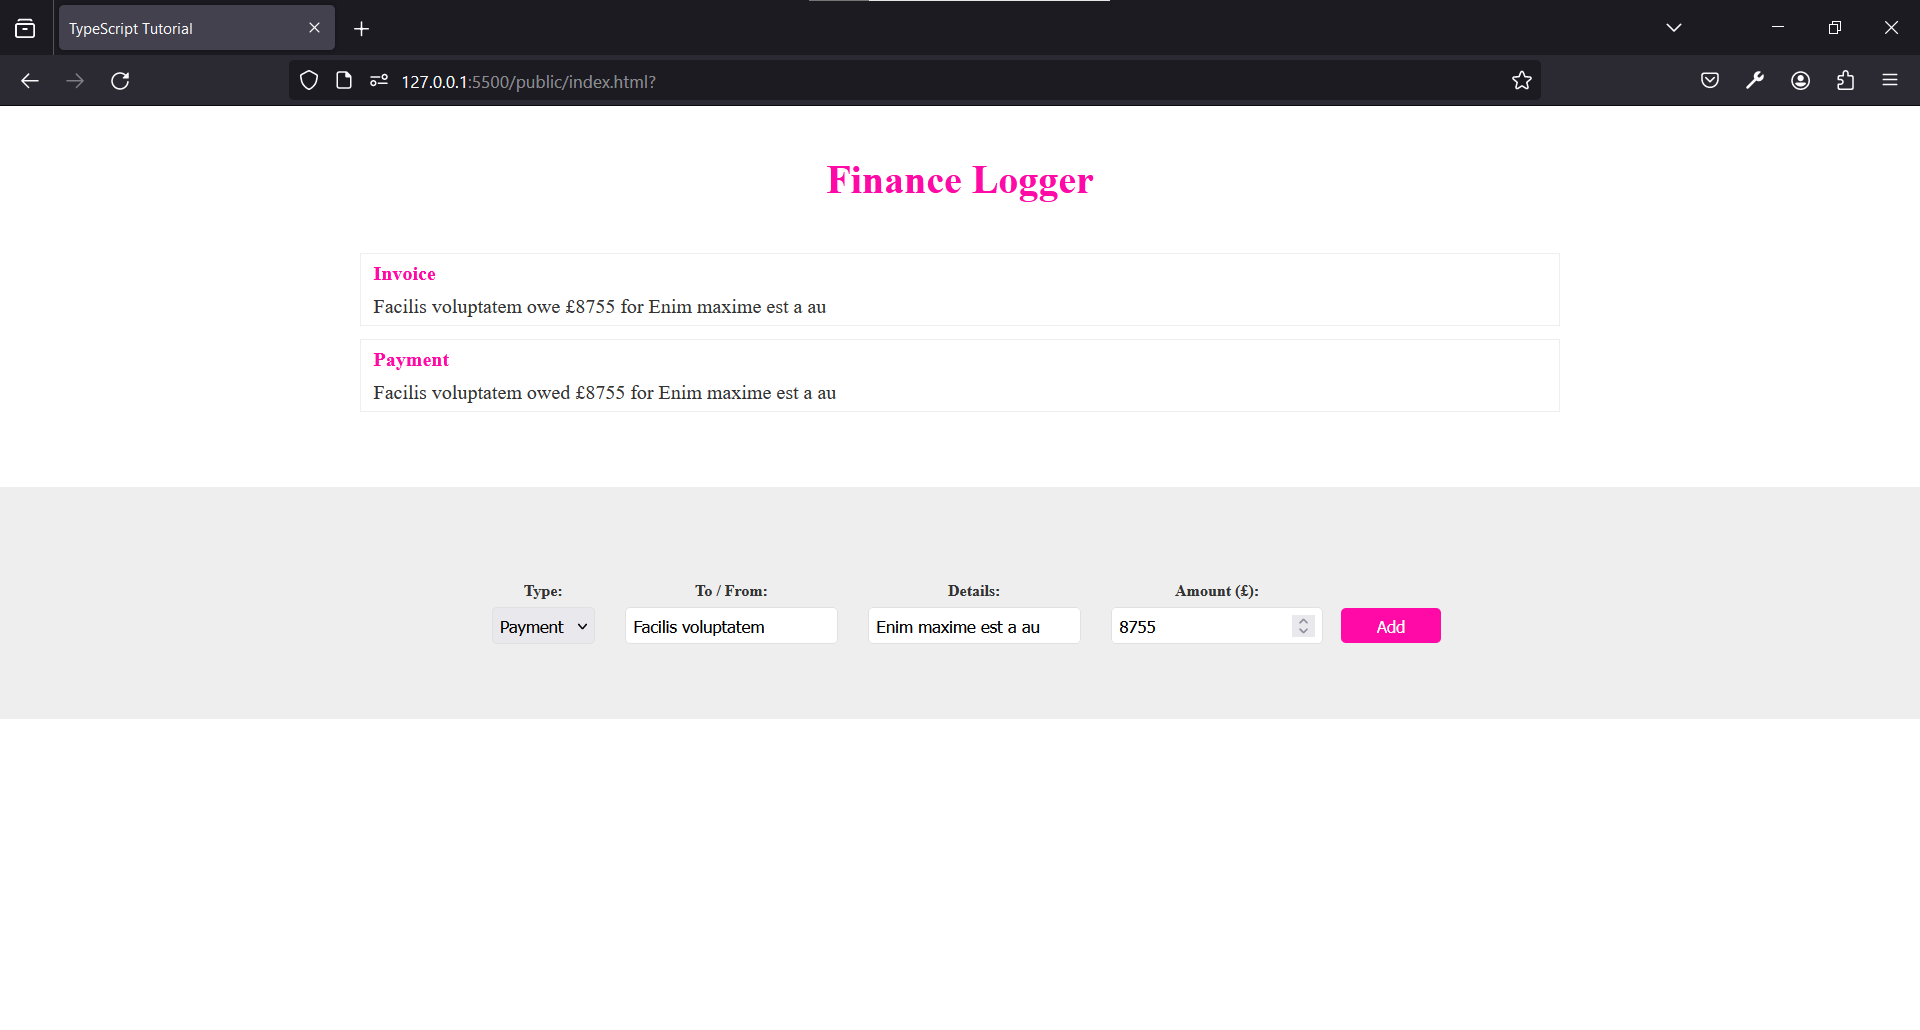 TypeScript Tutorial
127.0.0.1:5500/public/index.html?
Finance Logger
Invoice
Facilis voluptatem owe £8755 for Enim maxime est a au
Payment
Facilis voluptatem owed £8755 for Enim maxime est a au
Type: To / From: Details: Amount (£):
Payment Facilis voluptatem Enim maxime est a au 8755 Add